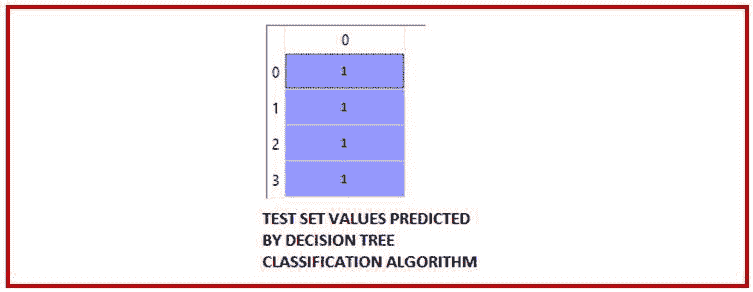 0
0 1
1 1
2 1
3 1
TEST SET VALUES PREDICTED
BY DECISION TREE
CLASSIFICATION ALGORITHM